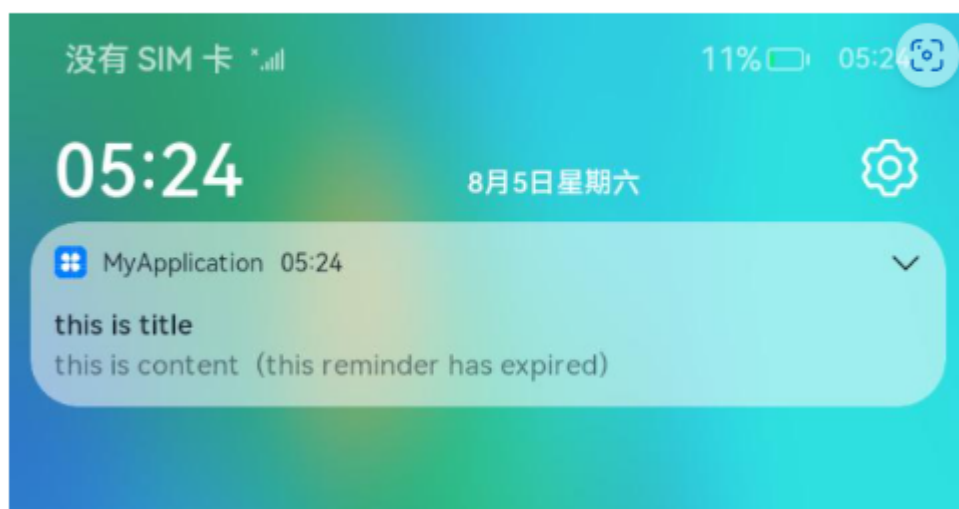 没有 SIM 卡
11% 05:24
05:24
8月5日星期六
MyApplication 05:24
this is title
this is content（this reminder has expired）